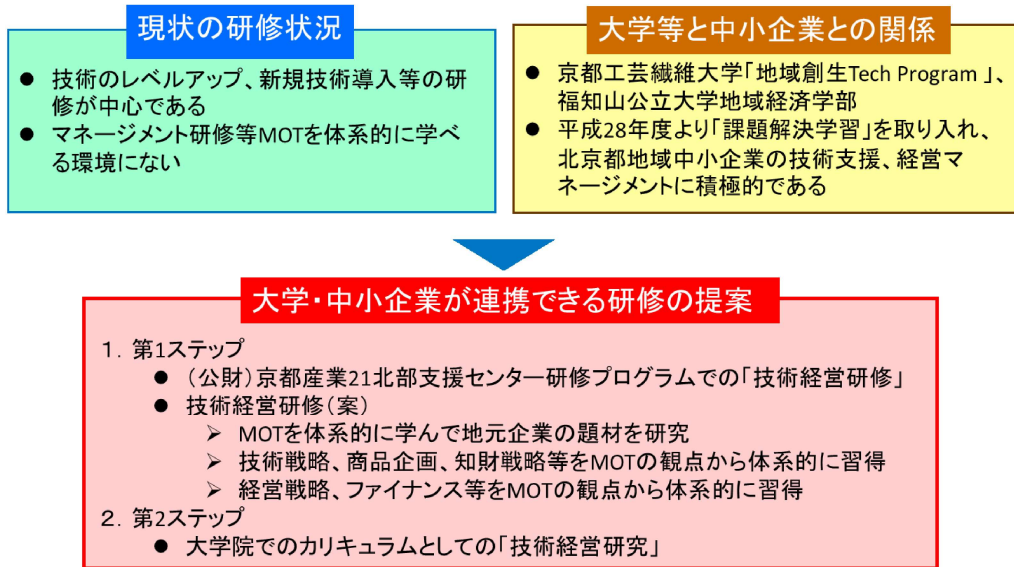 現状の研修状況
● 技術のレベルアップ、新規技術導入等の研
修が中心である
● マネージメント研修等MOTを体系的に学べ
る環境にない
大学等と中小企業との関係
● 京都工芸繊維大学「地域創生Tech Program 」、
福知山公立大学地域経済学部
● 平成28年度より「課題解決学習」を取り入れ、
北京都地域中小企業の技術支援、経営マ
ネージメントに積極的である
大学・中小企業が連携できる研修の提案
1. 第1ステップ
● (公財)京都産業21北部支援センター研修プログラムでの「技術経営研修」
● 技術経営研修(案)
➢ MOTを体系的に学んで地元企業の題材を研究
➢ 技術戦略、商品企画、知財戦略等をMOTの観点から体系的に習得
➢ 経営戦略、ファイナンス等をMOTの観点から体系的に習得
2. 第2ステップ
● 大学院でのカリキュラムとしての「技術経営研究」